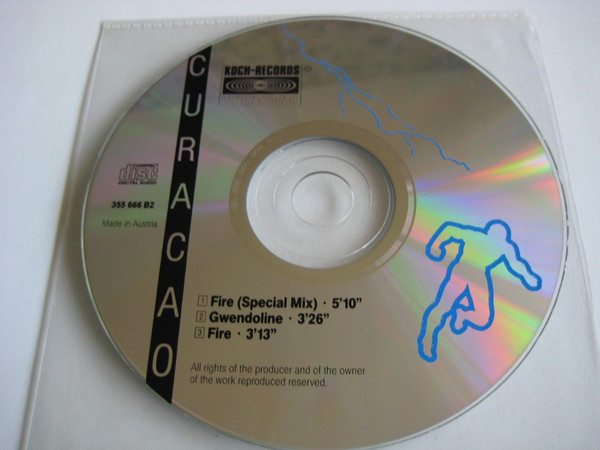 CURACAO
KOCH-RECORDS
COMPACT
disc
DIGITAL AUDIO
355 666 B2
Made in Austria
1 Fire (Special Mix) · 5'10"
2 Gwendoline · 3'26"
3 Fire · 3'13"
All rights of the producer and of the owner
of the work reproduced reserved.